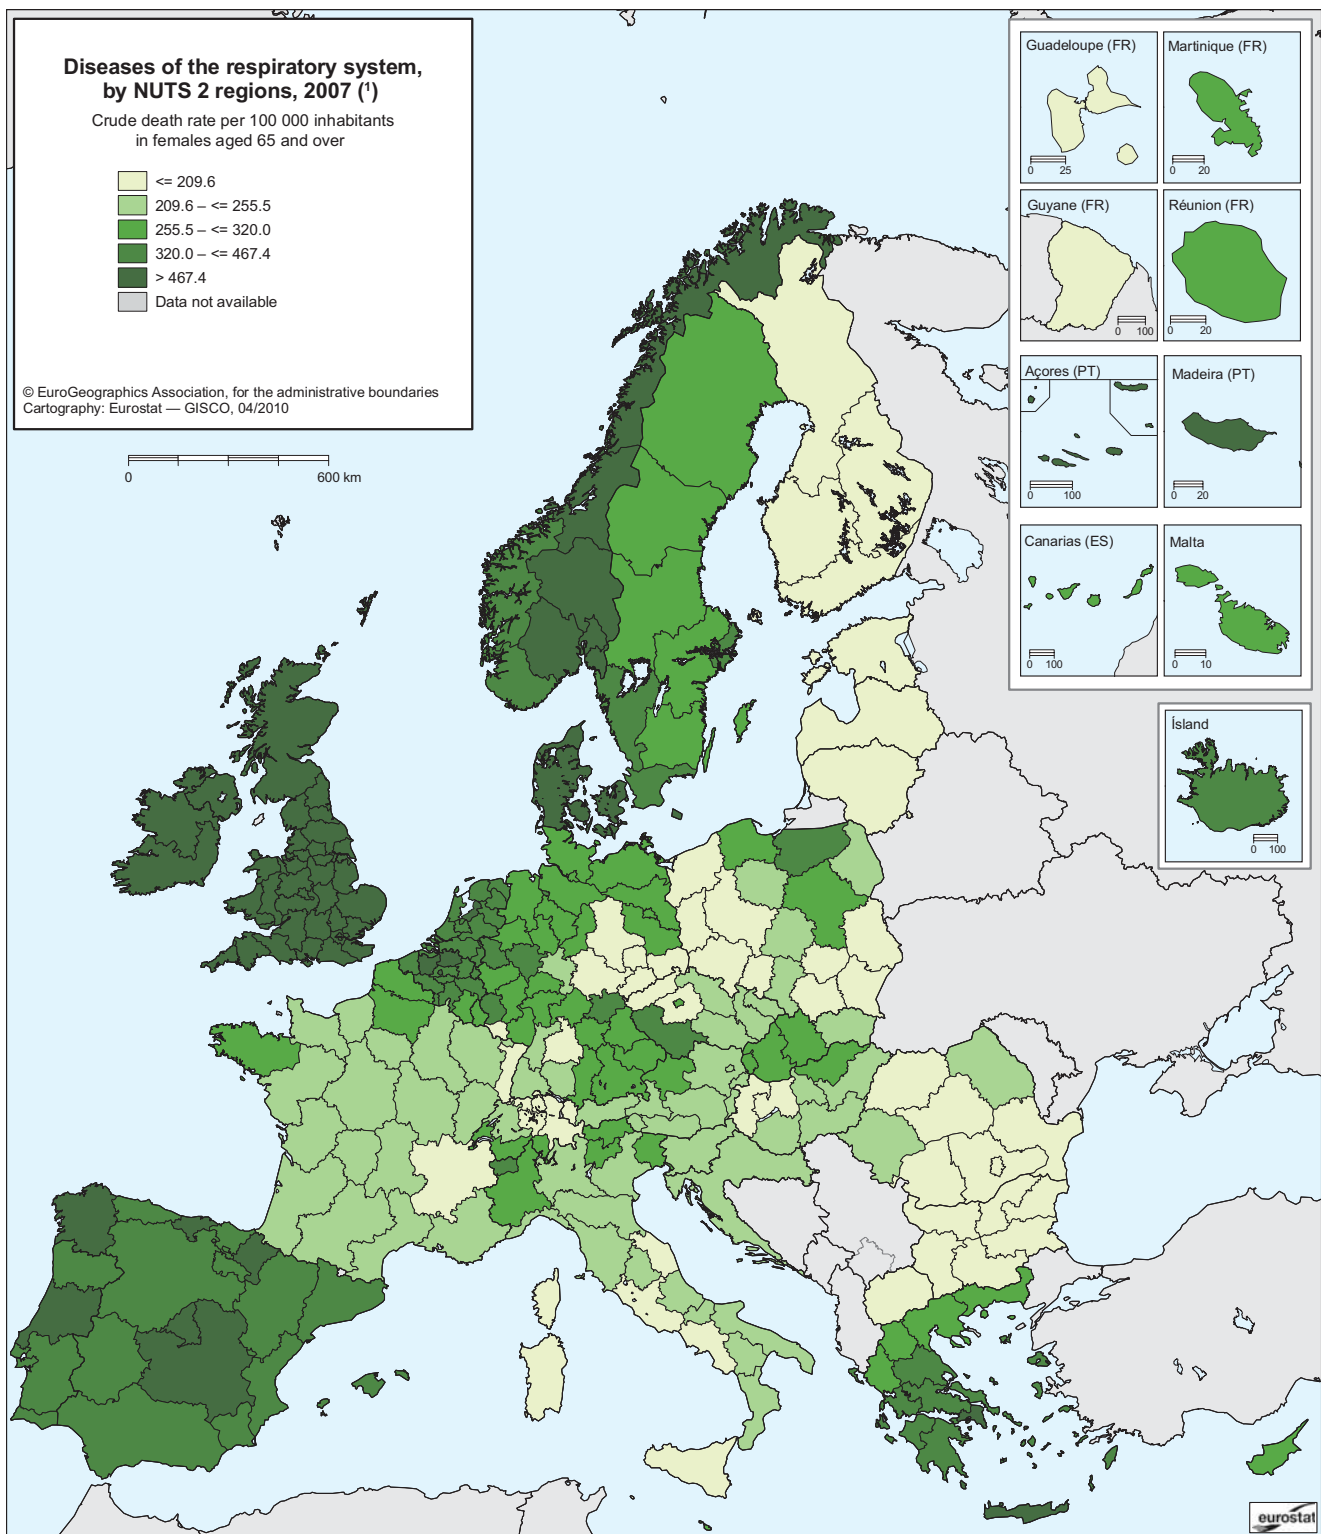 Diseases of the respiratory system,
by NUTS 2 regions, 2007 (¹)
Crude death rate per 100 000 inhabitants
in females aged 65 and over
<= 209.6
209.6 – <= 255.5
255.5 – <= 320.0
320.0 – <= 467.4
> 467.4
Data not available
© EuroGeographics Association, for the administrative boundaries
Cartography: Eurostat — GISCO, 04/2010
0 600 km
Guadeloupe (FR)
0 25
Martinique (FR)
0 20
Guyane (FR)
0 100
Réunion (FR)
0 20
Açores (PT)
0 100
Madeira (PT)
0 20
Canarias (ES)
0 100
Malta
0 10
Ísland
0 100
eurostat